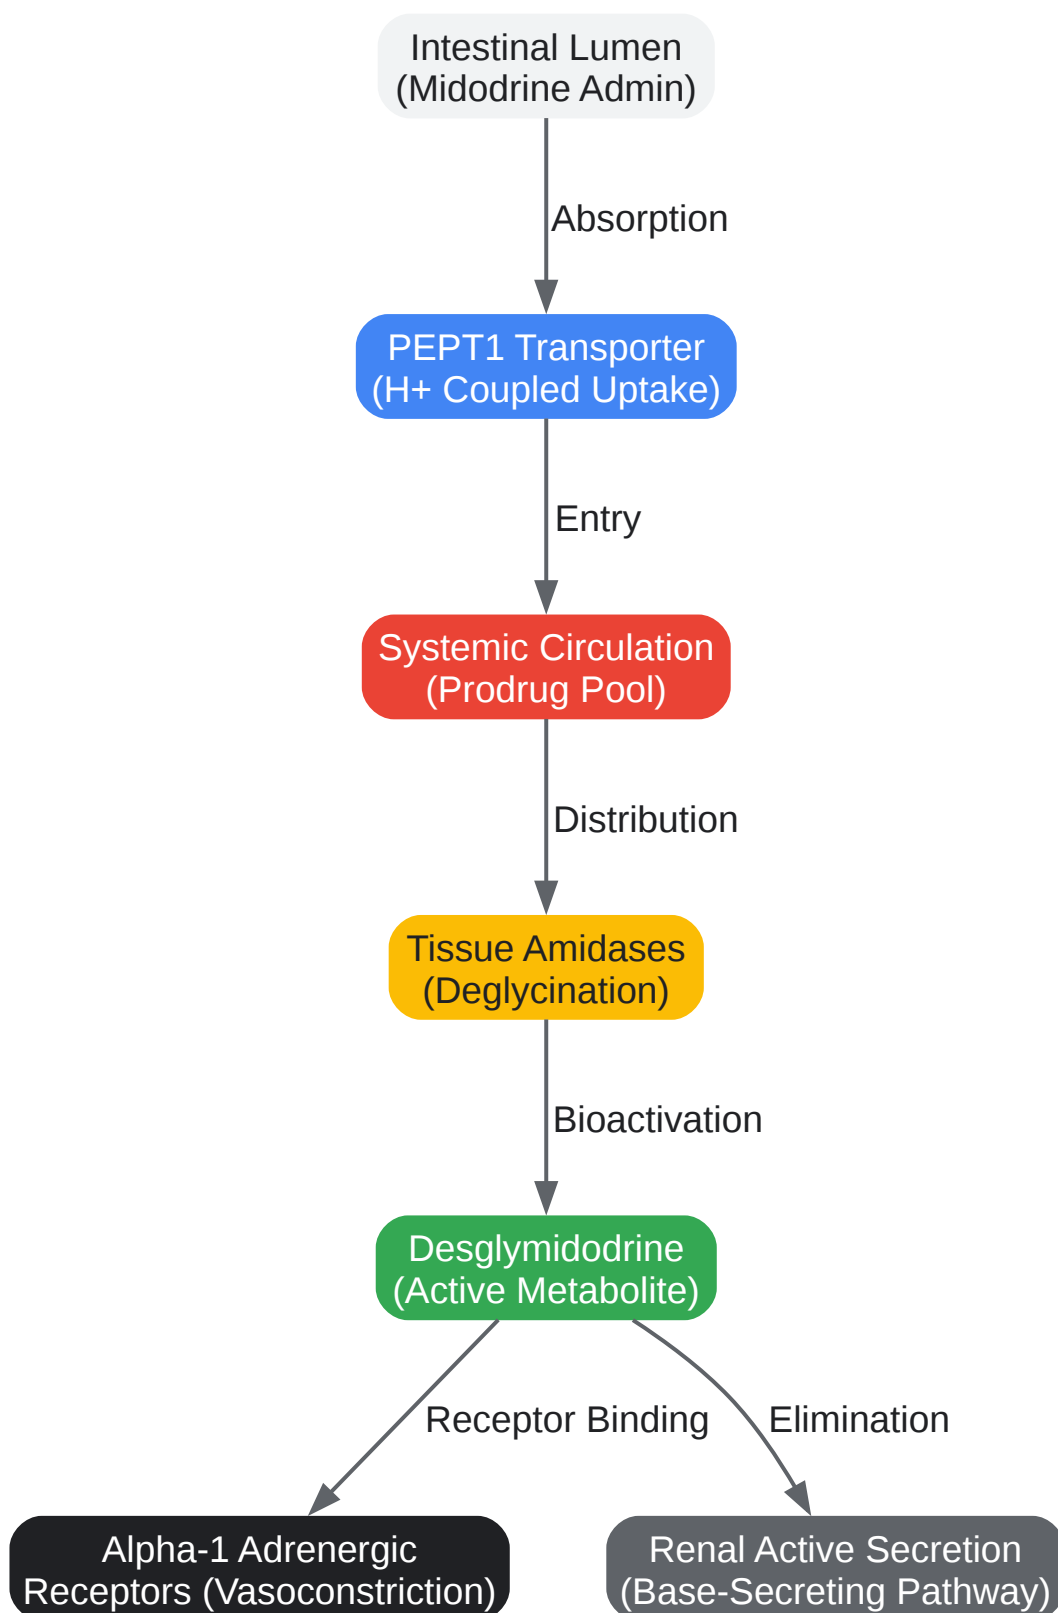 Intestinal Lumen
(Midodrine Admin)
Absorption
PEPT1 Transporter
(H+ Coupled Uptake)
Entry
Systemic Circulation
(Prodrug Pool)
Distribution
Tissue Amidases
(Deglycination)
Bioactivation
Desglymidodrine
(Active Metabolite)
Receptor Binding
Elimination
Alpha-1 Adrenergic
Receptors (Vasoconstriction)
Renal Active Secretion
(Base-Secreting Pathway)